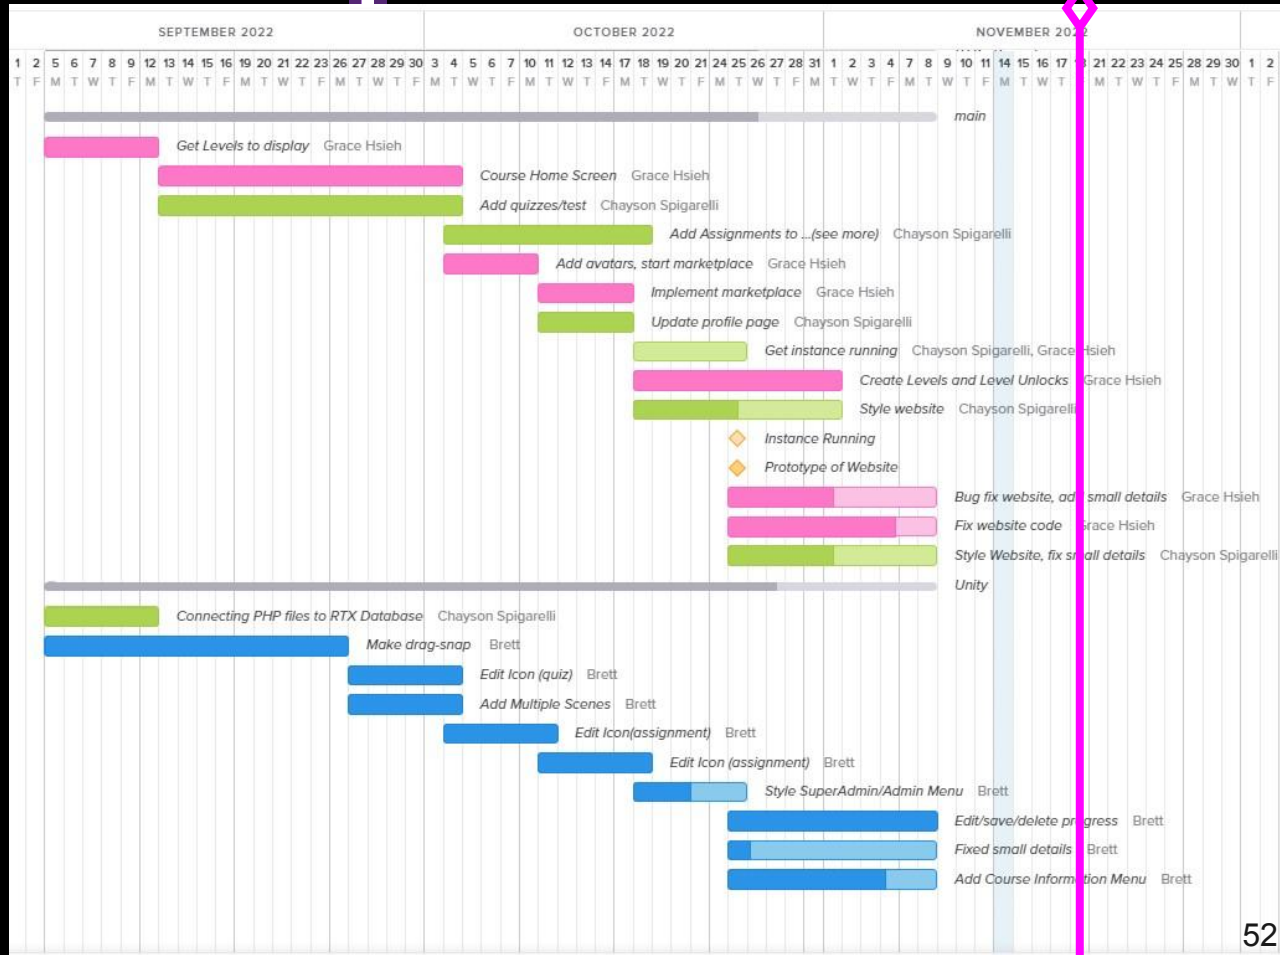 SEPTEMBER 2022 OCTOBER 2022 NOVEMBER 2022
1 2 5 6 7 8 9 12 13 14 15 16 19 20 21 22 23 26 27 28 29 30 3 4 5 6 7 10 11 12 13 14 17 18 19 20 21 24 25 26 27 28 31 1 2 3 4 7 8 9 10 11 14 15 16 17 18 21 22 23 24 25 28 29 30 1 2
T F M T W T F M T W T F M T W T F M T W T F M T W T F M T W T F M T W T F M T W T F M T W T F M T W T F M T W T M T W T F M T W T F
main
Get Levels to display Grace Hsieh
Course Home Screen Grace Hsieh
Add quizzes/test Chayson Spigarelli
Add Assignments to ...(see more) Chayson Spigarelli
Add avatars, start marketplace Grace Hsieh
Implement marketplace Grace Hsieh
Update profile page Chayson Spigarelli
Get instance running Chayson Spigarelli, Grace Hsieh
Create Levels and Level Unlocks Grace Hsieh
Style website Chayson Spigarelli
Instance Running
Prototype of Website
Bug fix website, add small details Grace Hsieh
Fix website code Grace Hsieh
Style Website, fix small details Chayson Spigarelli
Unity
Connecting PHP files to RTX Database Chayson Spigarelli
Make drag-snap Brett
Edit Icon (quiz) Brett
Add Multiple Scenes Brett
Edit Icon(assignment) Brett
Edit Icon (assignment) Brett
Style SuperAdmin/Admin Menu Brett
Edit/save/delete progress Brett
Fixed small details Brett
Add Course Information Menu Brett
52